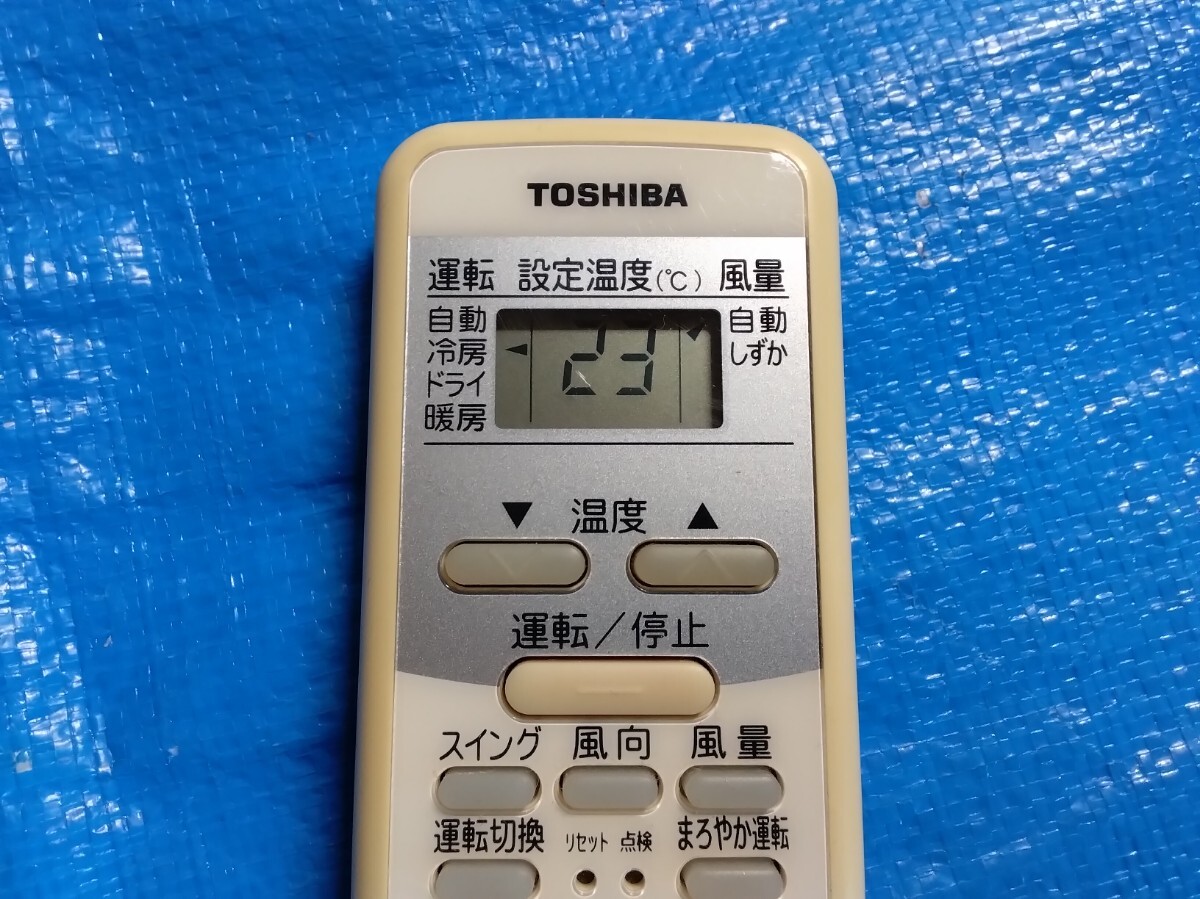 TOSHIBA
運転 設定温度(℃) 風量
自動 23 自動
冷房 しずか
ドライ
暖房
▼ 温度 ▲
運転/停止
スイング 風向 風量
運転切換 リセット 点検 まろやか運転